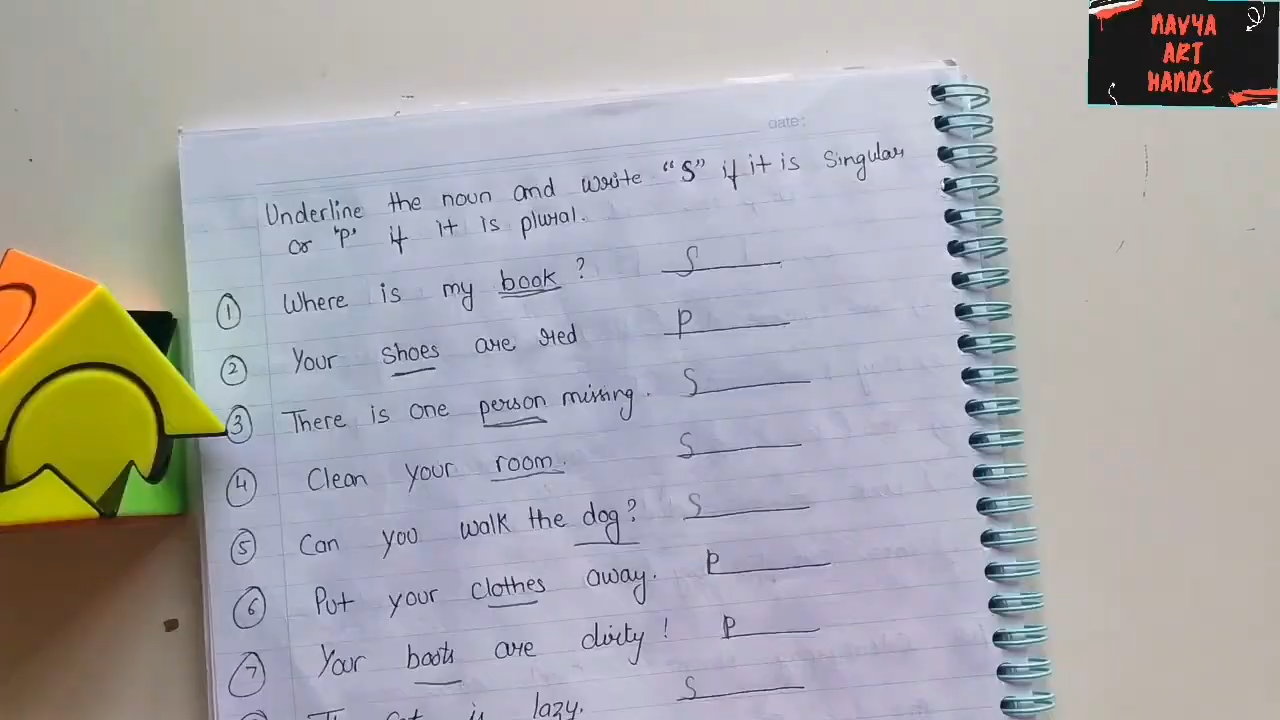 NAVYA
ART
HANDS
date:
Underline the noun and write "S" if it is Singular
or 'P' if it is plural.
① Where is my book ? S
② Your shoes are red P
③ There is one person missing. S
④ Clean your room. S
⑤ Can you walk the dog? S
⑥ Put your clothes away. P
⑦ Your boots are dirty ! P
is lazy. S